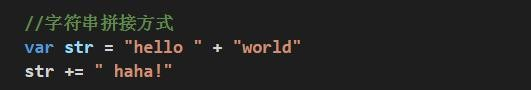 //字符串拼接方式
var str = "hello " + "world"
str += " haha!"